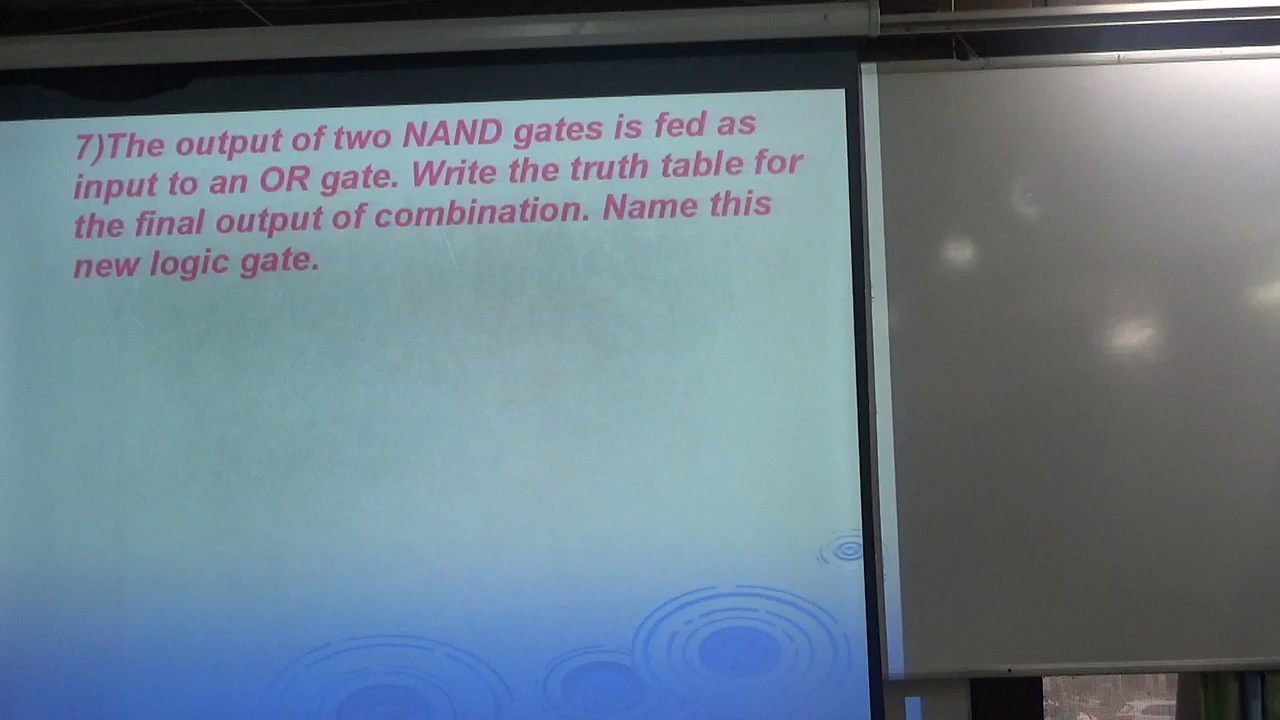 7)The output of two NAND gates is fed as
input to an OR gate. Write the truth table for
the final output of combination. Name this
new logic gate.